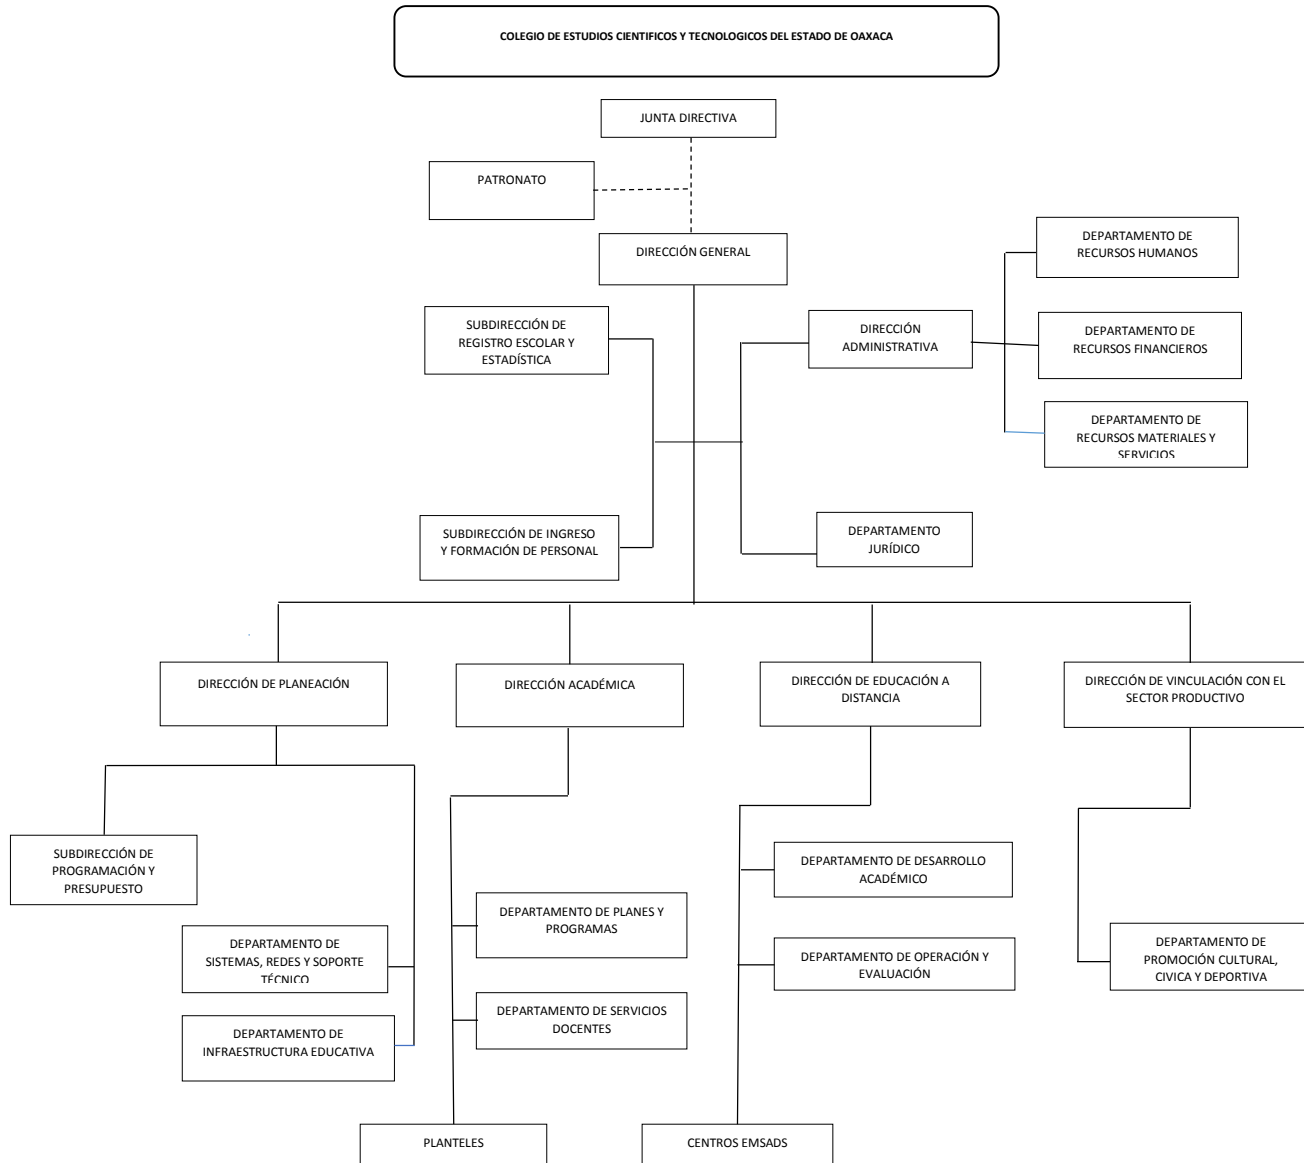 COLEGIO DE ESTUDIOS CIENTIFICOS Y TECNOLOGICOS DEL ESTADO DE OAXACA
JUNTA DIRECTIVA
PATRONATO
DIRECCIÓN GENERAL
DEPARTAMENTO DE
RECURSOS HUMANOS
SUBDIRECCIÓN DE
REGISTRO ESCOLAR Y
ESTADÍSTICA
DIRECCIÓN
ADMINISTRATIVA
DEPARTAMENTO DE
RECURSOS FINANCIEROS
DEPARTAMENTO DE
RECURSOS MATERIALES Y
SERVICIOS
SUBDIRECCIÓN DE INGRESO
Y FORMACIÓN DE PERSONAL
DEPARTAMENTO
JURÍDICO
DIRECCIÓN DE PLANEACIÓN
DIRECCIÓN ACADÉMICA
DIRECCIÓN DE EDUCACIÓN A
DISTANCIA
DIRECCIÓN DE VINCULACIÓN CON EL
SECTOR PRODUCTIVO
SUBDIRECCIÓN DE
PROGRAMACIÓN Y
PRESUPUESTO
DEPARTAMENTO DE DESARROLLO
ACADÉMICO
DEPARTAMENTO DE PLANES Y
PROGRAMAS
DEPARTAMENTO DE
SISTEMAS, REDES Y SOPORTE
TÉCNICO
DEPARTAMENTO DE OPERACIÓN Y
EVALUACIÓN
DEPARTAMENTO DE
PROMOCIÓN CULTURAL,
CIVICA Y DEPORTIVA
DEPARTAMENTO DE SERVICIOS
DOCENTES
DEPARTAMENTO DE
INFRAESTRUCTURA EDUCATIVA
PLANTELES
CENTROS EMSADS